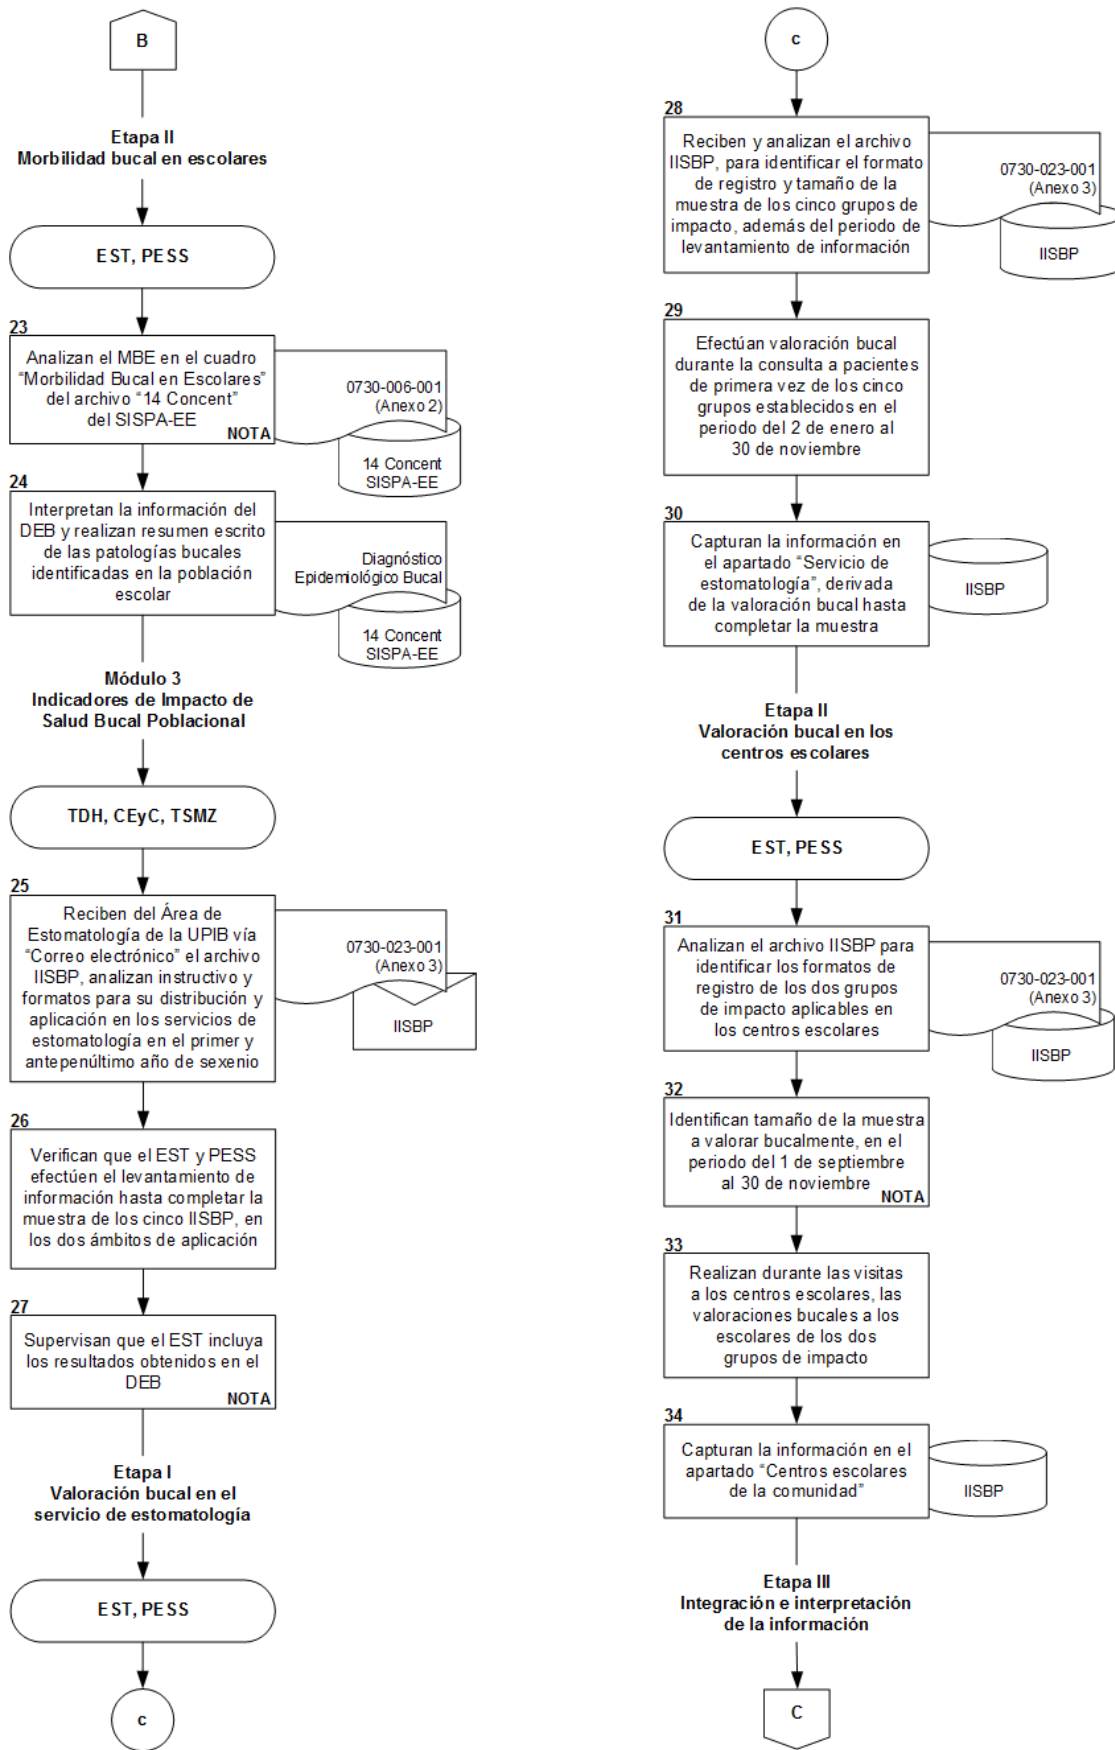 B
Etapa II
Morbilidad bucal en escolares
EST, PESS
23
Analizan el MBE en el cuadro
“Morbilidad Bucal en Escolares”
del archivo “14 Concent”
del SISPA-EE
NOTA
0730-006-001
(Anexo 2)
14 Concent
SISPA-EE
24
Interpretan la información del
DEB y realizan resumen escrito
de las patologías bucales
identificadas en la población
escolar
Diagnóstico
Epidemiológico Bucal
14 Concent
SISPA-EE
Módulo 3
Indicadores de Impacto de
Salud Bucal Poblacional
TDH, CEyC, TSMZ
25
Reciben del Área de
Estomatología de la UPIB vía
“Correo electrónico” el archivo
IISBP, analizan instructivo y
formatos para su distribución y
aplicación en los servicios de
estomatología en el primer y
antepenúltimo año de sexenio
0730-023-001
(Anexo 3)
IISBP
26
Verifican que el EST y PESS
efectúen el levantamiento de
información hasta completar la
muestra de los cinco IISBP, en
los dos ámbitos de aplicación
27
Supervisan que el EST incluya
los resultados obtenidos en el
DEB
NOTA
Etapa I
Valoración bucal en el
servicio de estomatología
EST, PESS
c
c
28
Reciben y analizan el archivo
IISBP, para identificar el formato
de registro y tamaño de la
muestra de los cinco grupos de
impacto, además del periodo de
levantamiento de información
0730-023-001
(Anexo 3)
IISBP
29
Efectúan valoración bucal
durante la consulta a pacientes
de primera vez de los cinco
grupos establecidos en el
periodo del 2 de enero al
30 de noviembre
30
Capturan la información en
el apartado “Servicio de
estomatología”, derivada
de la valoración bucal hasta
completar la muestra
IISBP
Etapa II
Valoración bucal en los
centros escolares
EST, PESS
31
Analizan el archivo IISBP para
identificar los formatos de
registro de los dos grupos
de impacto aplicables en
los centros escolares
0730-023-001
(Anexo 3)
IISBP
32
Identifican tamaño de la muestra
a valorar bucalmente, en el
periodo del 1 de septiembre
al 30 de noviembre
NOTA
33
Realizan durante las visitas
a los centros escolares, las
valoraciones bucales a los
escolares de los dos
grupos de impacto
34
Capturan la información en el
apartado “Centros escolares
de la comunidad”
IISBP
Etapa III
Integración e interpretación
de la información
C